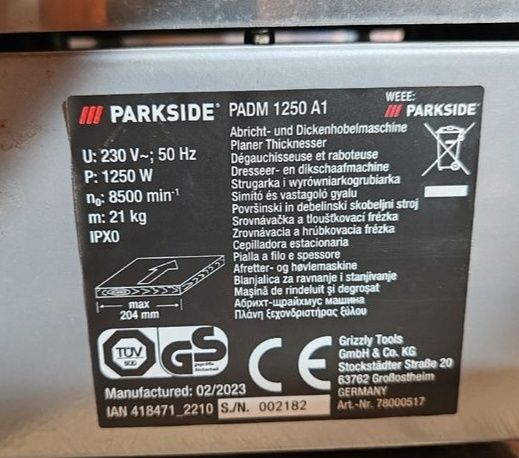 PARKSIDE® PADM 1250 A1
WEEE:
PARKSIDE
U: 230 V~; 50 Hz
P: 1250 W
n₀: 8500 min⁻¹
m: 21 kg
IPX0
Abricht- und Dickenhobelmaschine
Planer Thicknesser
Dégauchisseuse et raboteuse
Dresseer- en dikschaafmachine
Strugarka i wyrówniarkogrubiarka
Simító és vastagoló gyalu
Površinski in debelinski skobeljni stroj
Srovnávačka a tloušťkovací frézka
Zrovnávacia a hrúbkovacia frézka
Cepilladora estacionaria
Pialla a filo e spessore
Afretter- og høvlemaskine
Blanjalica za ravnanje i stanjivanje
Mașină de rindeluit și degroșat
Абрихт-щрайхмус машина
Πλάνη ξεχονδριστήρας ξύλου
max
204 mm
TÜV
SÜD
GS
geprüfte
Sicherheit
CE
Grizzly Tools
GmbH & Co. KG
Stockstädter Straße 20
63762 Großostheim
GERMANY
Art.-Nr. 78000517
Manufactured: 02/2023
IAN 418471_2210 S./N. 002182